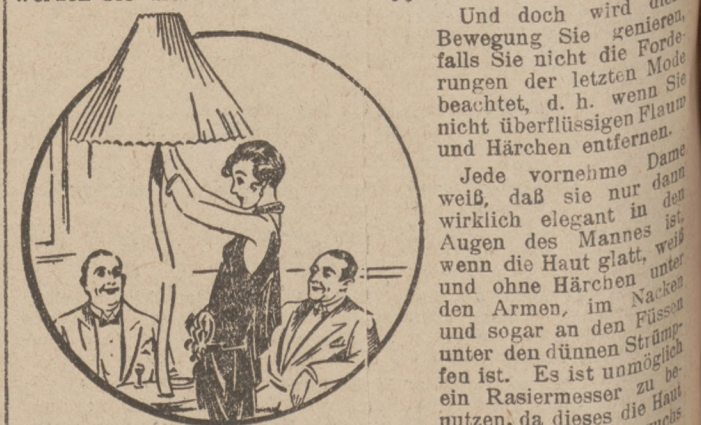 Und doch wird
Bewegung Sie genieren,
falls Sie nicht die Forde-
rungen der letzten Mode
beachtet, d. h. wenn Sie
nicht überflüssigen Flaum
und Härchen entfernen.
Jede vornehme Dame
weiß, daß sie nur dann
wirklich elegant in den
Augen des Mannes ist,
wenn die Haut glatt, weiß
und ohne Härchen unter
den Armen, im Nacken
und sogar an den Füssen
unter den dünnen Strümp-
fen ist. Es ist unmöglich
ein Rasiermesser zu be-
nutzen, da dieses die Haut